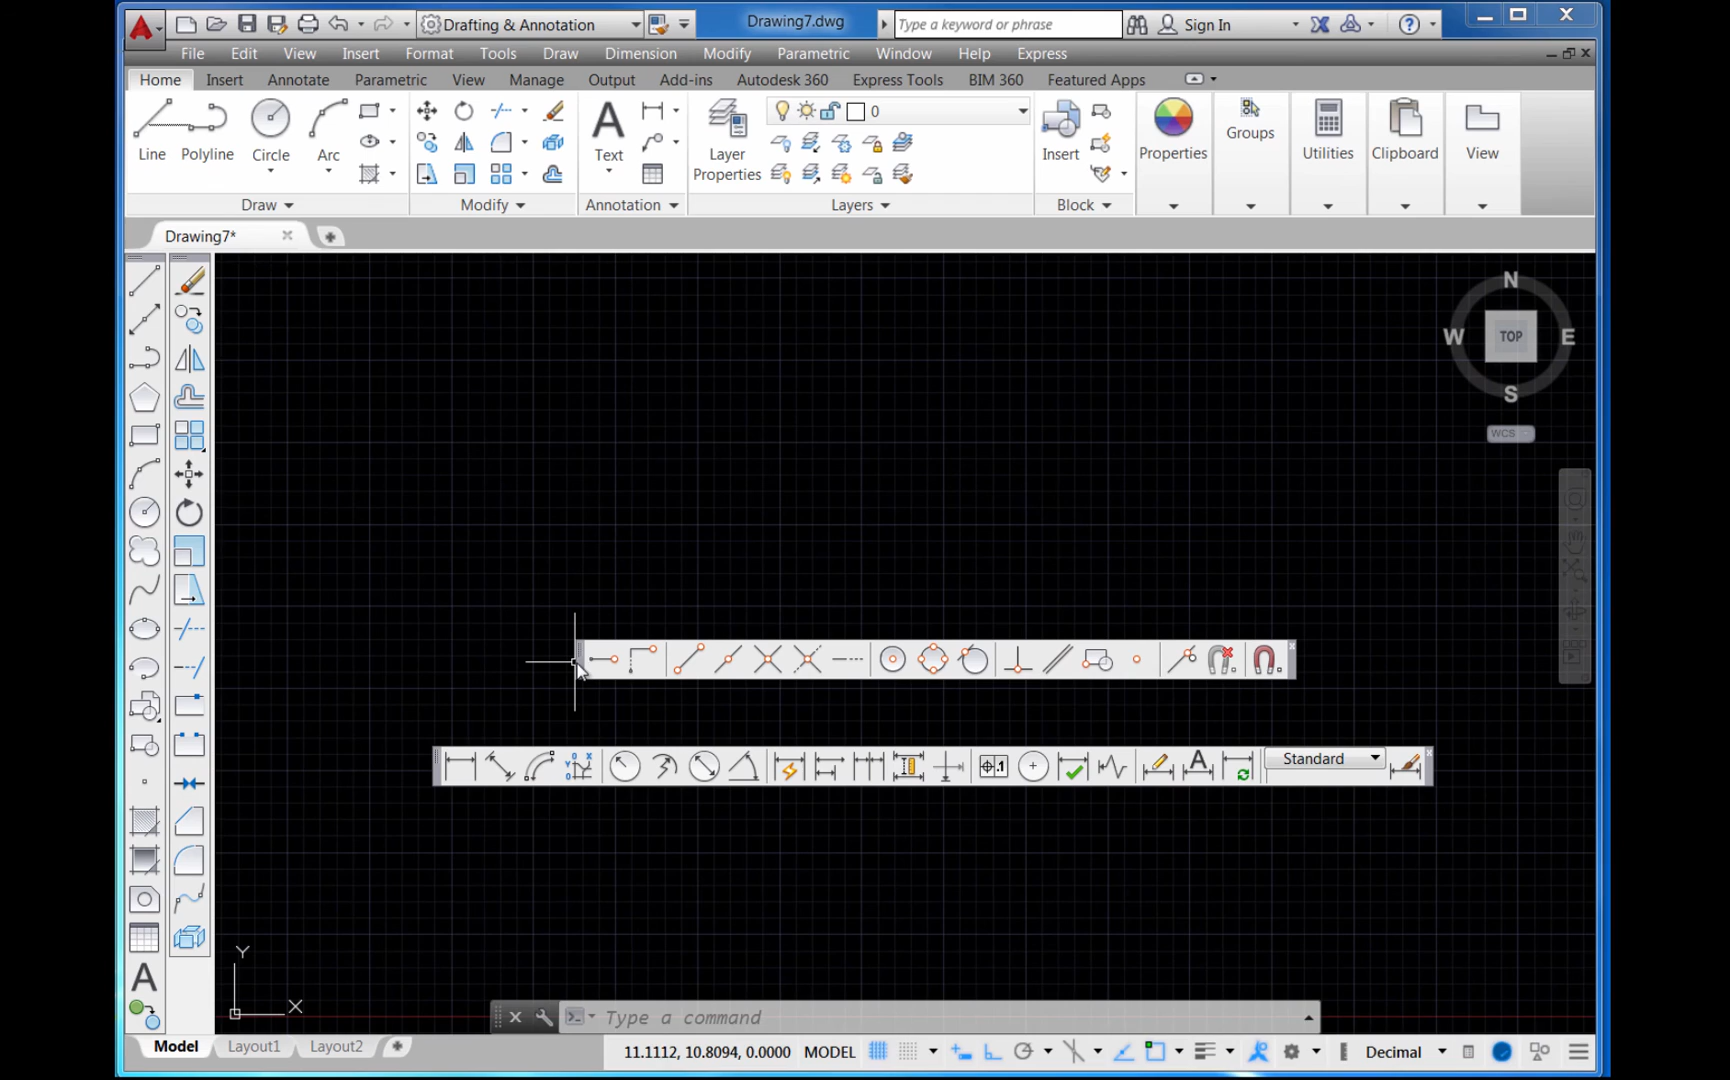 Drafting & Annotation
Drawing7.dwg
Type a keyword or phrase
Sign In
File Edit View Insert Format Tools Draw Dimension Modify Parametric Window Help Express
Home Insert Annotate Parametric View Manage Output Add-ins Autodesk 360 Express Tools BIM 360 Featured Apps
0
Line Polyline Circle Arc
Text
Layer Properties
Insert
Properties
Groups
Utilities
Clipboard
View
Draw Modify Annotation Layers Block
Drawing7*
N
W TOP E
S
WCS
Standard
Y
X
Type a command
Model Layout1 Layout2
11.1112, 10.8094, 0.0000 MODEL Decimal